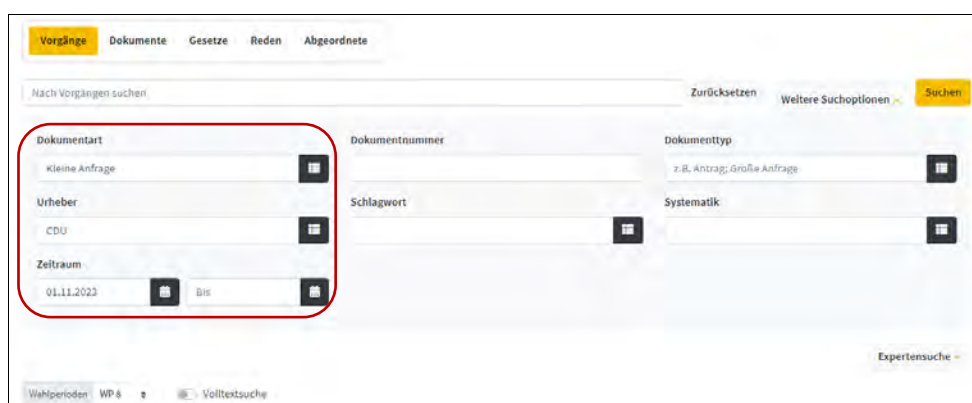 Vorgänge Dokumente Gesetze Reden Abgeordnete
Nach Vorgängen suchen Zurücksetzen Weitere Suchoptionen Suchen
Dokumentart Dokumentnummer Dokumenttyp
Kleine Anfrage z.B. Antrag; Große Anfrage
Urheber Schlagwort Systematik
CDU
Zeitraum
01.11.2023 Bis
Expertensuche
Wahlperioden WP 8 Volltextsuche